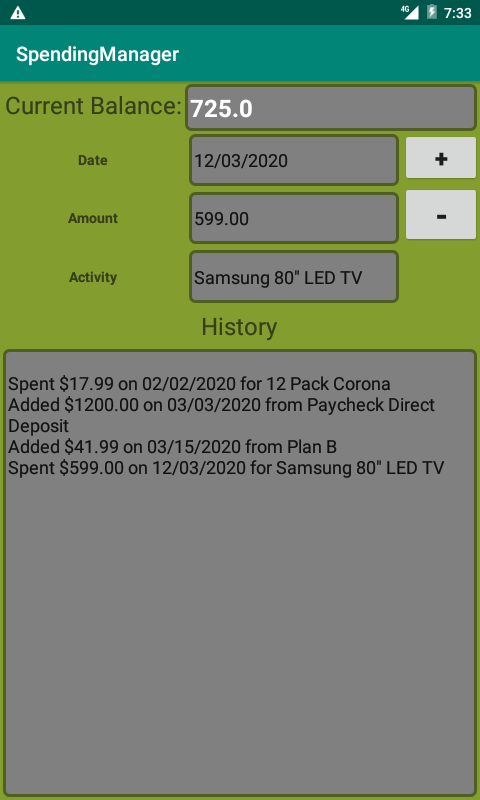 4G 7:33
SpendingManager
Current Balance: 725.0
Date 12/03/2020 +
Amount 599.00 -
Activity Samsung 80" LED TV
History
Spent $17.99 on 02/02/2020 for 12 Pack Corona
Added $1200.00 on 03/03/2020 from Paycheck Direct
Deposit
Added $41.99 on 03/15/2020 from Plan B
Spent $599.00 on 12/03/2020 for Samsung 80" LED TV